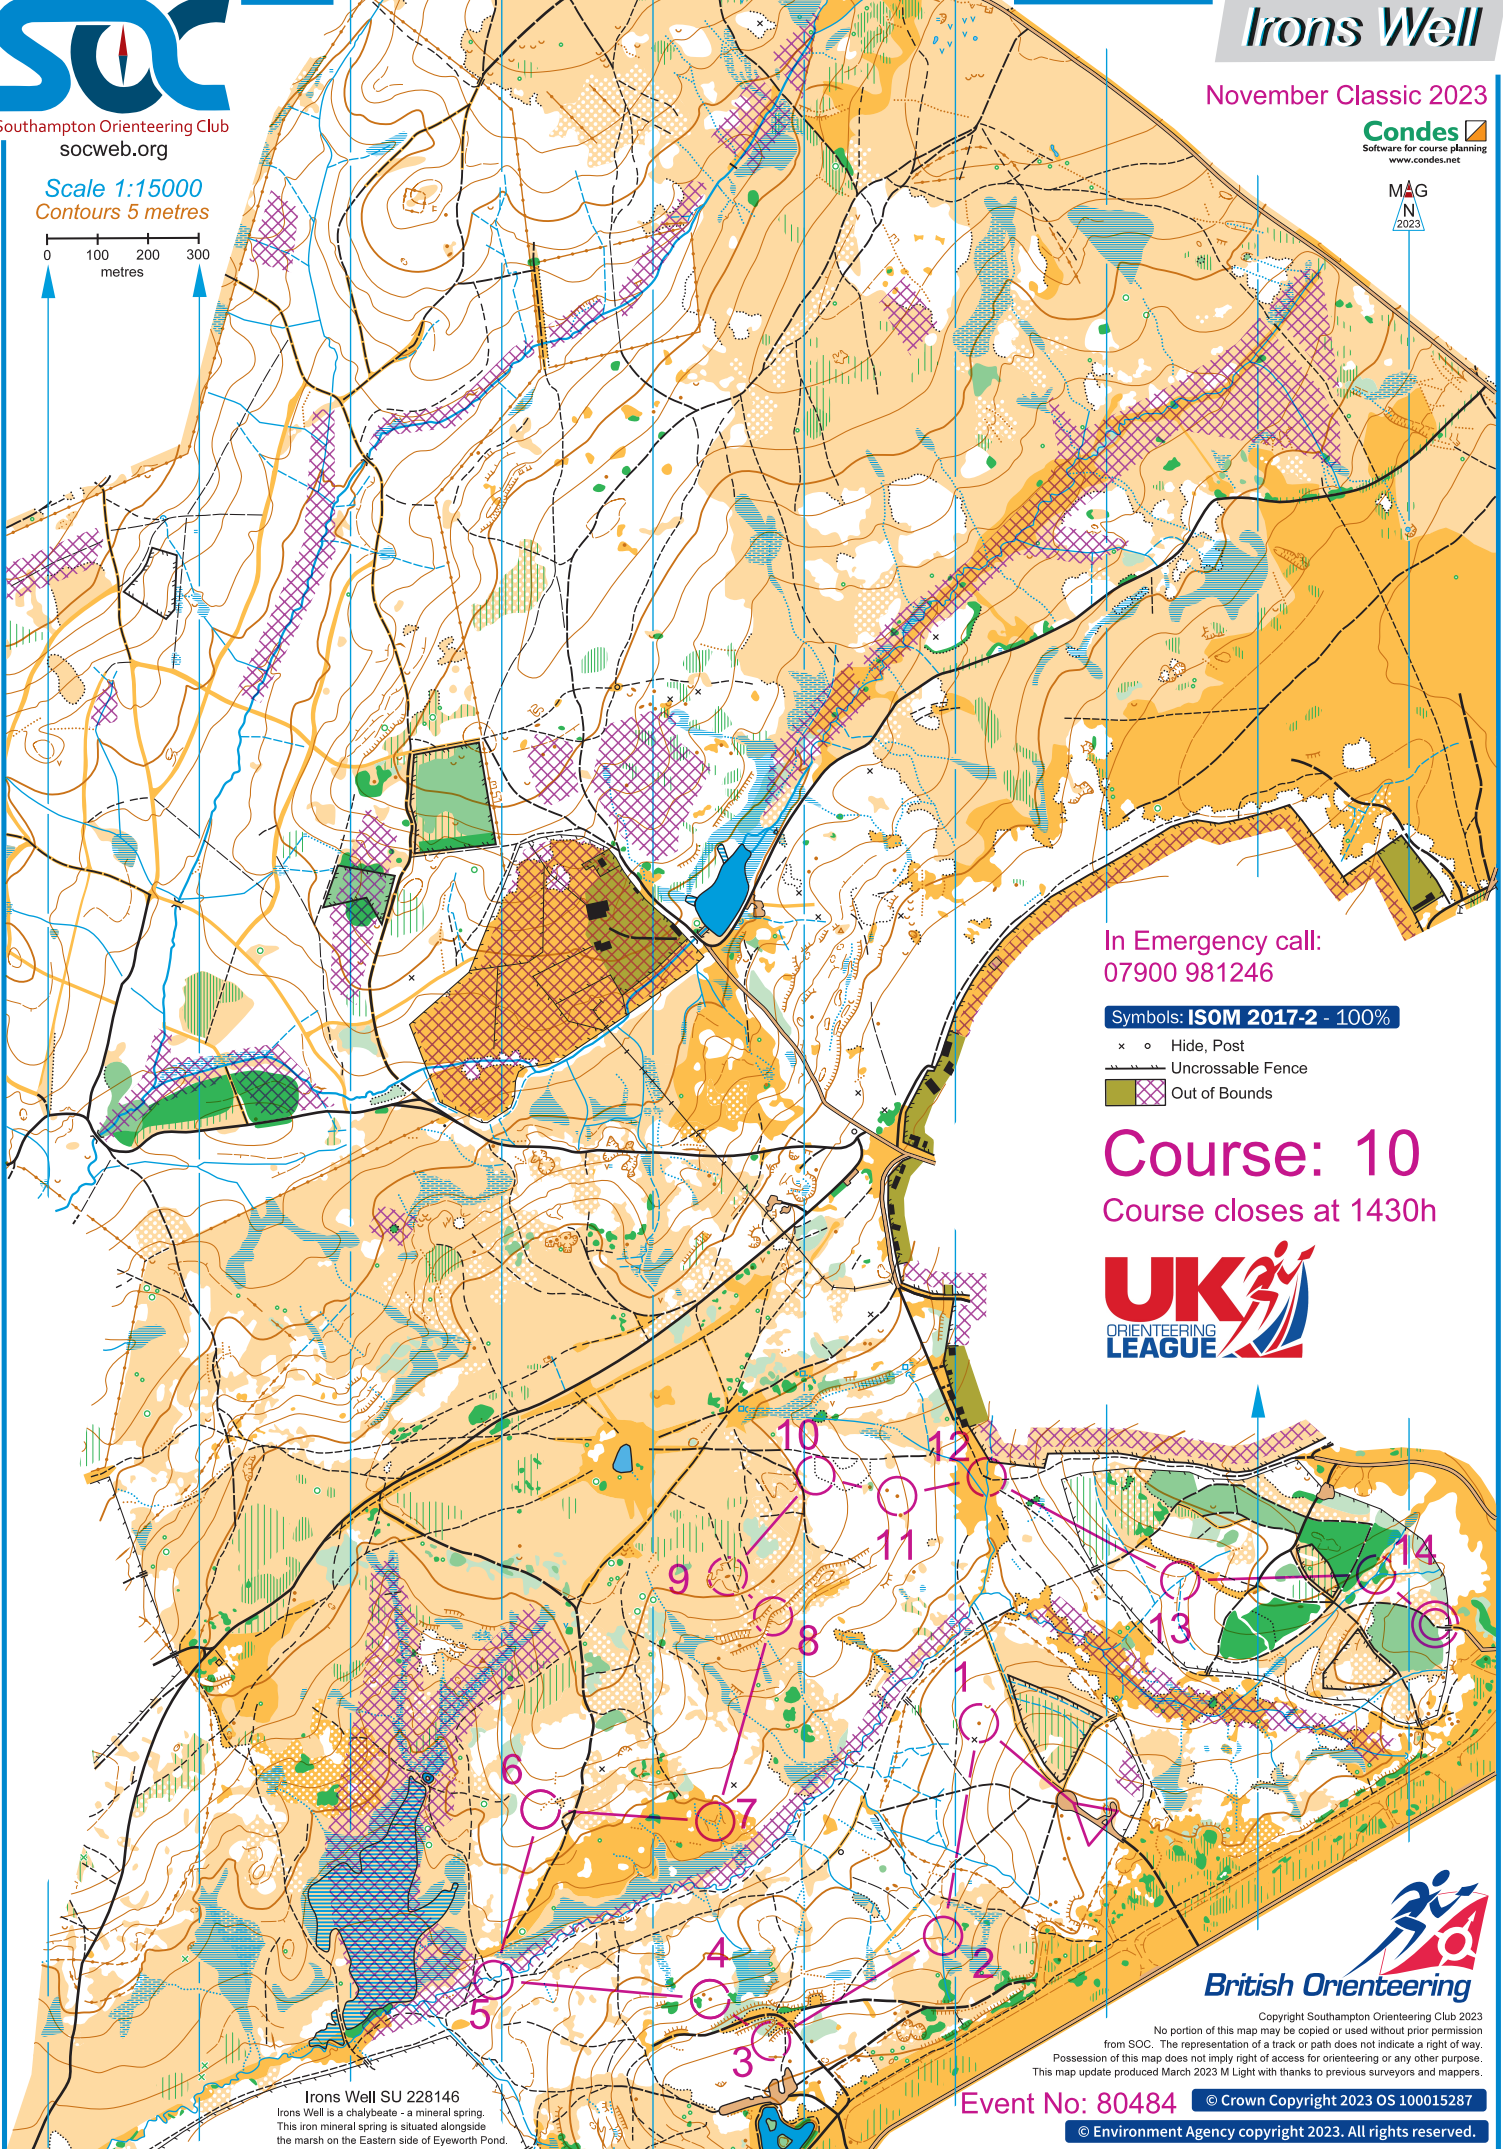 SOC
Southampton Orienteering Club
socweb.org
Scale 1:15000
Contours 5 metres
0 100 200 300
metres
Irons Well
November Classic 2023
Condes
Software for course planning
www.condes.net
MAG
N
2023
In Emergency call:
07900 981246
Symbols: ISOM 2017-2 - 100%
Hide, Post
Uncrossable Fence
Out of Bounds
Course: 10
Course closes at 1430h
UK
ORIENTEERING
LEAGUE
10
12
11
9
8
13
14
1
6
7
2
4
5
3
British Orienteering
Copyright Southampton Orienteering Club 2023
No portion of this map may be copied or used without prior permission
from SOC. The representation of a track or path does not indicate a right of way.
Possession of this map does not imply right of access for orienteering or any other purpose.
This map update produced March 2023 M Light with thanks to previous surveyors and mappers.
Event No: 80484
© Crown Copyright 2023 OS 100015287
© Environment Agency copyright 2023. All rights reserved.
Irons Well SU 228146
Irons Well is a chalybeate - a mineral spring.
This iron mineral spring is situated alongside
the marsh on the Eastern side of Eyeworth Pond.